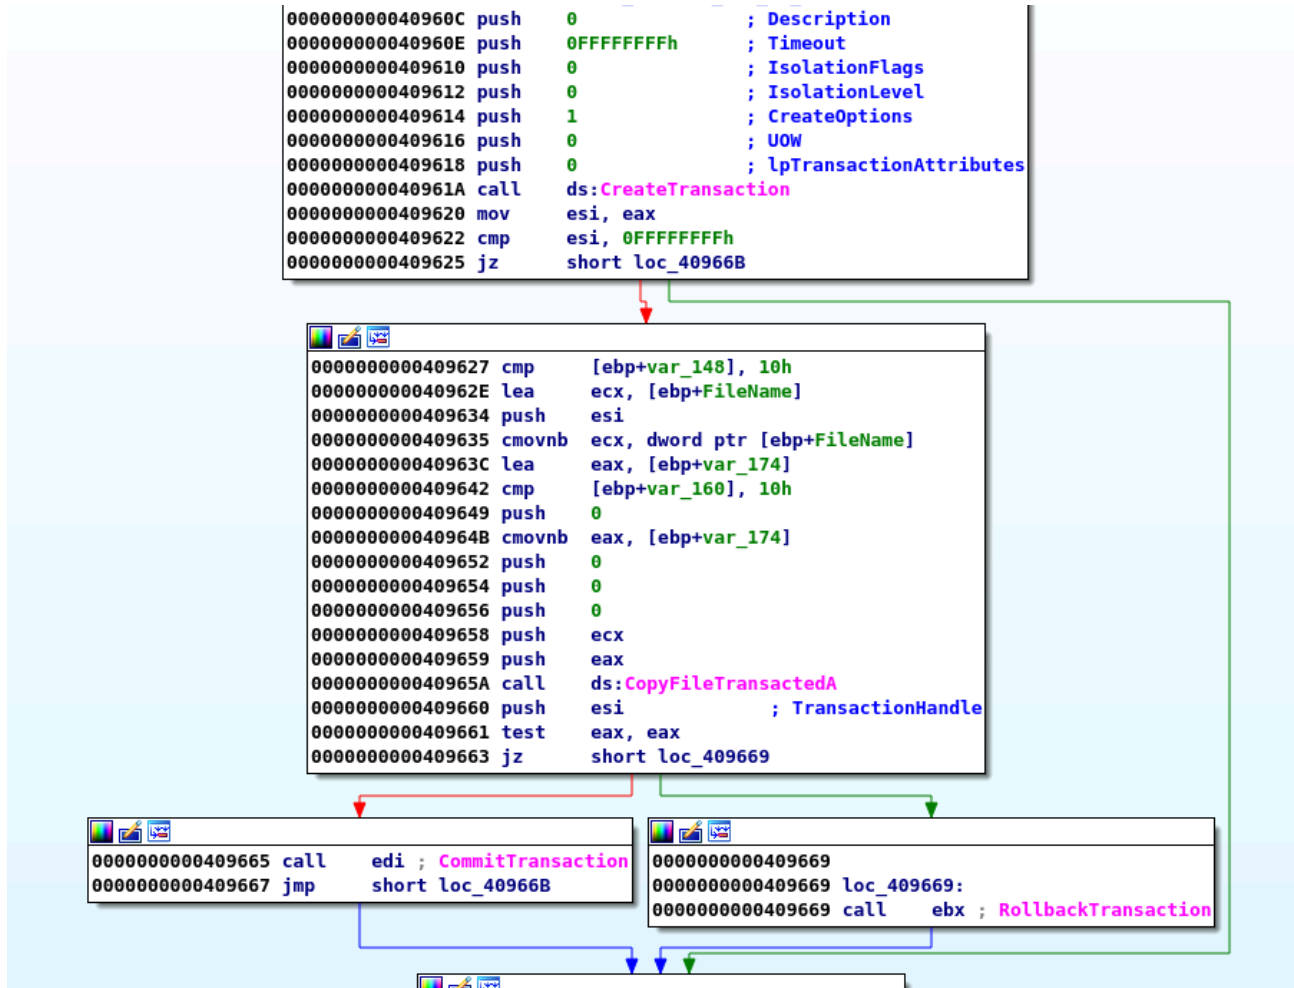 000000000040960C push 0 ; Description
000000000040960E push 0FFFFFFFFh ; Timeout
0000000000409610 push 0 ; IsolationFlags
0000000000409612 push 0 ; IsolationLevel
0000000000409614 push 1 ; CreateOptions
0000000000409616 push 0 ; UOW
0000000000409618 push 0 ; lpTransactionAttributes
000000000040961A call ds:CreateTransaction
0000000000409620 mov esi, eax
0000000000409622 cmp esi, 0FFFFFFFFh
0000000000409625 jz short loc_40966B
0000000000409627 cmp [ebp+var_148], 10h
000000000040962E lea ecx, [ebp+FileName]
0000000000409634 push esi
0000000000409635 cmovnb ecx, dword ptr [ebp+FileName]
000000000040963C lea eax, [ebp+var_174]
0000000000409642 cmp [ebp+var_160], 10h
0000000000409649 push 0
000000000040964B cmovnb eax, [ebp+var_174]
0000000000409652 push 0
0000000000409654 push 0
0000000000409656 push 0
0000000000409658 push ecx
0000000000409659 push eax
000000000040965A call ds:CopyFileTransactedA
0000000000409660 push esi ; TransactionHandle
0000000000409661 test eax, eax
0000000000409663 jz short loc_409669
0000000000409665 call edi ; CommitTransaction
0000000000409667 jmp short loc_40966B
0000000000409669
0000000000409669 loc_409669:
0000000000409669 call ebx ; RollbackTransaction